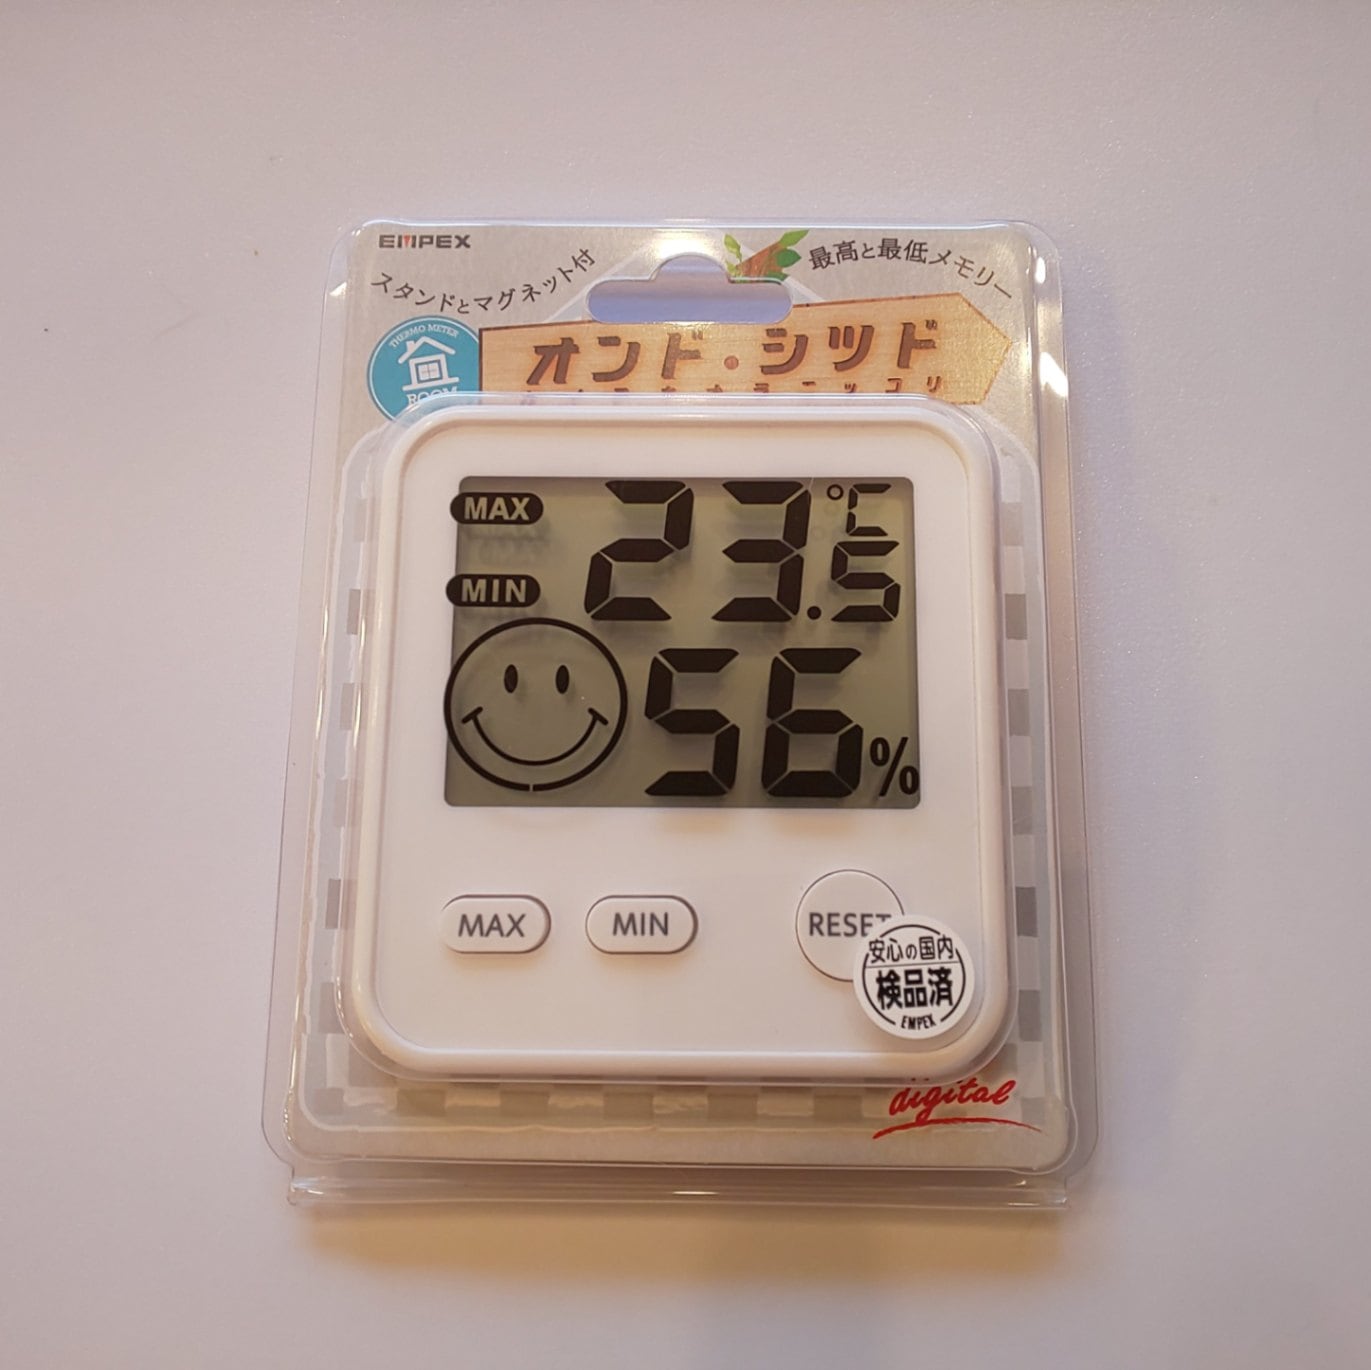 EMPEX
スタンドとマグネット付
最高と最低メモリー
THERMO METER
ROOM
オンド・シツド
MAX
23.5℃
MIN
56%
MAX
MIN
RESET
安心の国内
検品済
EMPEX
digital